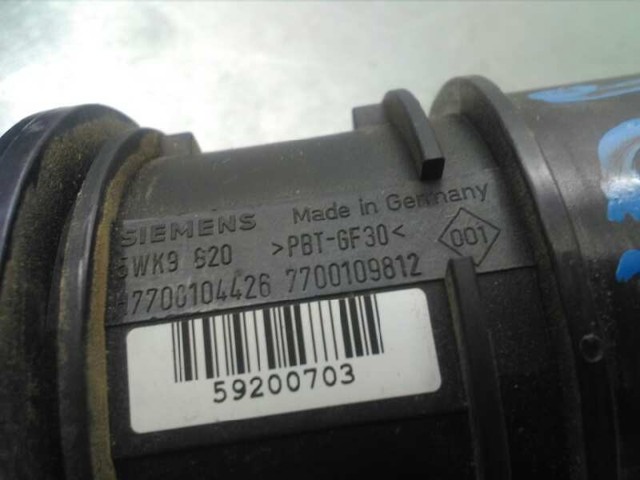 SIEMENS Made in Germany
5WK9 620 >PBT-GF30< 001
7700104426 7700109812
59200703